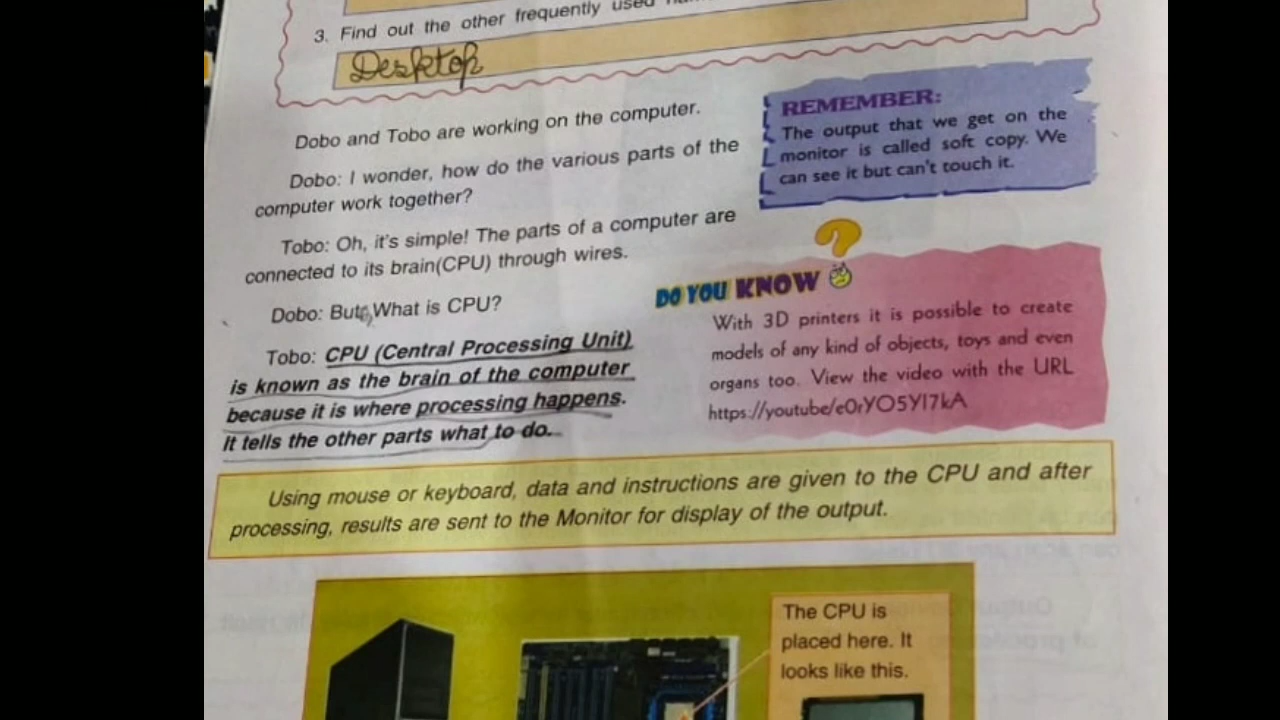 3. Find out the other frequently used
Desktop
Dobo and Tobo are working on the computer.
Dobo: I wonder, how do the various parts of the
computer work together?
Tobo: Oh, it's simple! The parts of a computer are
connected to its brain(CPU) through wires.
Dobo: But, What is CPU?
Tobo: CPU (Central Processing Unit)
is known as the brain of the computer
because it is where processing happens.
It tells the other parts what to do.
REMEMBER:
The output that we get on the
monitor is called soft copy. We
can see it but can't touch it.
?
DO YOU KNOW
With 3D printers it is possible to create
models of any kind of objects, toys and even
organs too. View the video with the URL
https://youtube/e0rYO5YI7kA
Using mouse or keyboard, data and instructions are given to the CPU and after
processing, results are sent to the Monitor for display of the output.
The CPU is
placed here. It
looks like this.